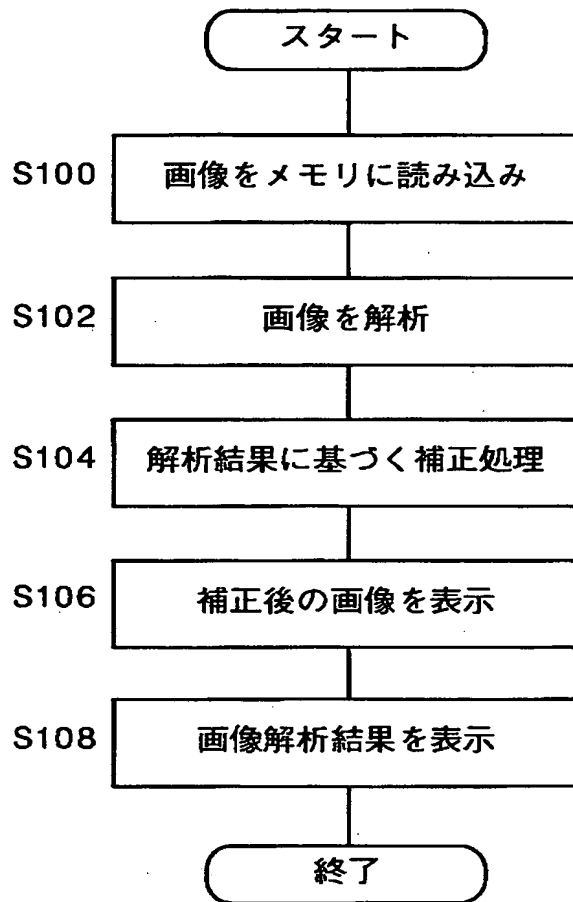 スタート
S100 画像をメモリに読み込み
S102 画像を解析
S104 解析結果に基づく補正処理
S106 補正後の画像を表示
S108 画像解析結果を表示
終了